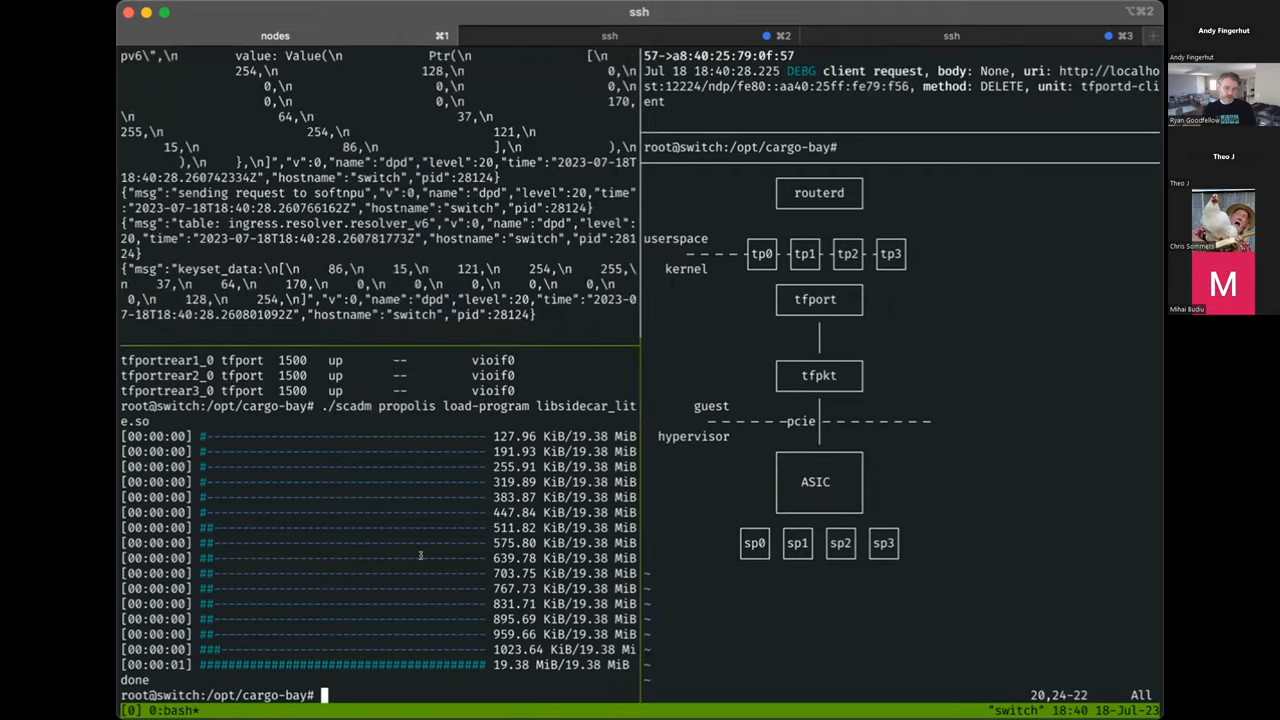 ssh
⌥⌘2
nodes ⌘1
ssh ⌘2
ssh ⌘3
pv6\",\n value: Value(\n Ptr(\n [\n
254,\n 128,\n 0,\n
0,\n 0,\n 0,\n
0,\n 0,\n 170,
\n 64,\n 37,\n
255,\n 254,\n 121,\n
15,\n 86,\n ],\n )\n
),\n },\n]","v":0,"name":"dpd","level":20,"time":"2023-07-18T
18:40:28.260742334Z","hostname":"switch","pid":28124}
{"msg":"sending request to softnpu","v":0,"name":"dpd","level":20,"time
":"2023-07-18T18:40:28.260766162Z","hostname":"switch","pid":28124}
{"msg":"table: ingress.resolver.resolver_v6","v":0,"name":"dpd","level":
20,"time":"2023-07-18T18:40:28.260781773Z","hostname":"switch","pid":281
24}
{"msg":"keyset_data:\n[\n 86,\n 15,\n 121,\n 254,\n 255,\
n 37,\n 64,\n 170,\n 0,\n 0,\n 0,\n 0,\n 0,\n
0,\n 128,\n 254,\n]","v":0,"name":"dpd","level":20,"time":"2023-0
7-18T18:40:28.260801092Z","hostname":"switch","pid":28124}
tfportrear1_0 tfport 1500 up -- vioif0
tfportrear2_0 tfport 1500 up -- vioif0
tfportrear3_0 tfport 1500 up -- vioif0
root@switch:/opt/cargo-bay# ./scadm propolis load-program libsidecar_lit
e.so
[00:00:00] #---------------------------------------- 127.96 KiB/19.38 MiB
[00:00:00] #---------------------------------------- 191.93 KiB/19.38 MiB
[00:00:00] #---------------------------------------- 255.91 KiB/19.38 MiB
[00:00:00] #---------------------------------------- 319.89 KiB/19.38 MiB
[00:00:00] #---------------------------------------- 383.87 KiB/19.38 MiB
[00:00:00] #---------------------------------------- 447.84 KiB/19.38 MiB
[00:00:00] ##--------------------------------------- 511.82 KiB/19.38 MiB
[00:00:00] ##--------------------------------------- 575.80 KiB/19.38 MiB
[00:00:00] ##--------------------------------------- 639.78 KiB/19.38 MiB
[00:00:00] ##--------------------------------------- 703.75 KiB/19.38 MiB
[00:00:00] ##--------------------------------------- 767.73 KiB/19.38 MiB
[00:00:00] ##--------------------------------------- 831.71 KiB/19.38 MiB
[00:00:00] ##--------------------------------------- 895.69 KiB/19.38 MiB
[00:00:00] ##--------------------------------------- 959.66 KiB/19.38 MiB
[00:00:00] ###-------------------------------------- 1023.64 KiB/19.38 Mi
[00:00:01] ######################################## 19.38 MiB/19.38 MiB
done
root@switch:/opt/cargo-bay#
57->a8:40:25:79:0f:57
Jul 18 18:40:28.225 DEBG client request, body: None, uri: http://localho
st:12224/ndp/fe80::aa40:25ff:fe79:f56, method: DELETE, unit: tfportd-cli
ent
root@switch:/opt/cargo-bay#
routerd
userspace
tp0 tp1 tp2 tp3
kernel
tfport
tfpkt
guest
pcie
hypervisor
ASIC
sp0 sp1 sp2 sp3
~
~
~
~
~
~
~
~
20,24-22 All
[0] 0:bash* "switch" 18:40 18-Jul-23
Andy Fingerhut
Andy Fingerhut
Ryan Goodfellow
Theo J
Theo J
Chris Sommers
M
Mihai Budiu